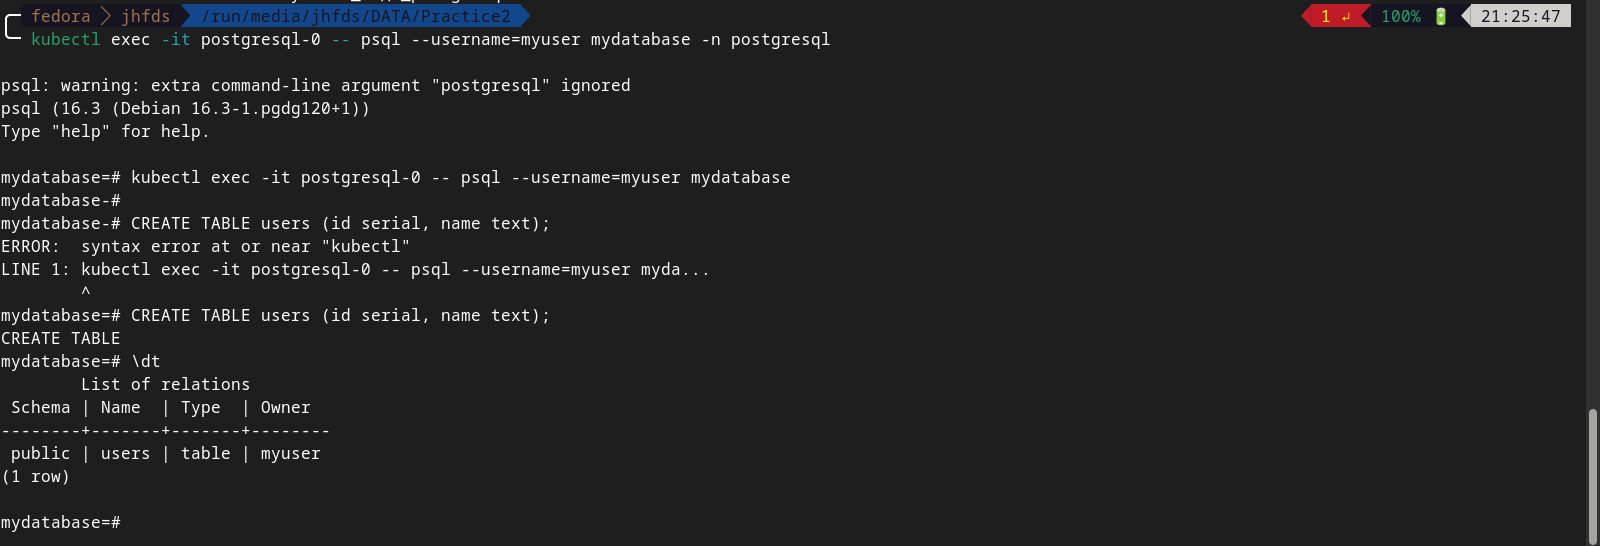 fedora jhfds /run/media/jhfds/DATA/Practice2 1 ↲ 100% 21:25:47
kubectl exec -it postgresql-0 -- psql --username=myuser mydatabase -n postgresql
psql: warning: extra command-line argument "postgresql" ignored
psql (16.3 (Debian 16.3-1.pgdg120+1))
Type "help" for help.
mydatabase=# kubectl exec -it postgresql-0 -- psql --username=myuser mydatabase
mydatabase-#
mydatabase-# CREATE TABLE users (id serial, name text);
ERROR:  syntax error at or near "kubectl"
LINE 1: kubectl exec -it postgresql-0 -- psql --username=myuser myda...
        ^
mydatabase=# CREATE TABLE users (id serial, name text);
CREATE TABLE
mydatabase=# \dt
        List of relations
 Schema | Name  | Type  | Owner
--------+-------+-------+--------
 public | users | table | myuser
(1 row)
mydatabase=#